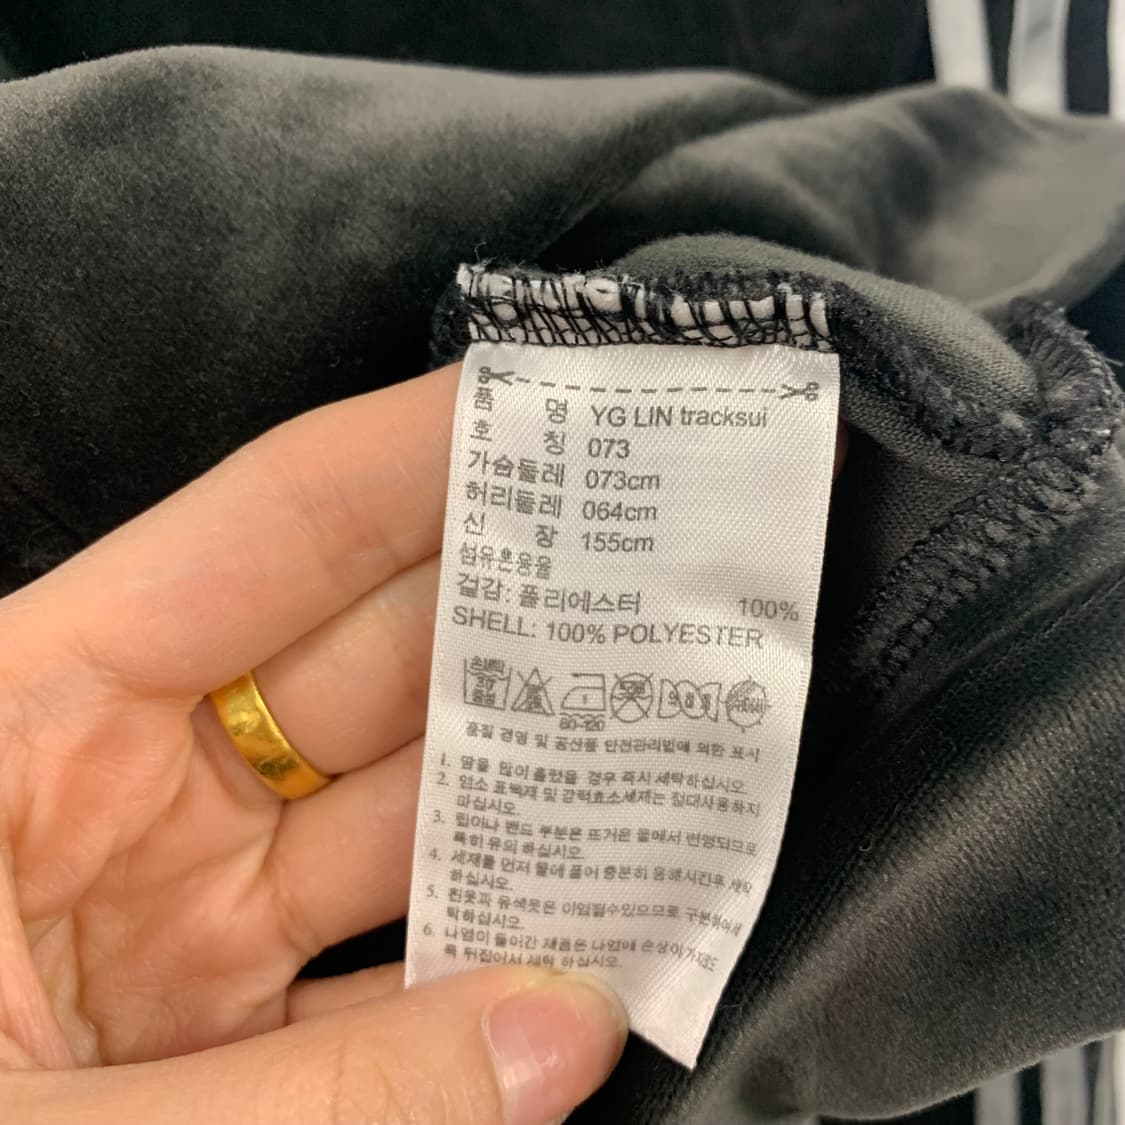 품 명 YG LIN tracksui
호 칭 073
가슴둘레 073cm
허리둘레 064cm
신 장 155cm
섬유혼용율
겉감: 폴리에스터 100%
SHELL: 100% POLYESTER
80-120
품질 경영 및 공산품 안전관리법에 의한 표시
1. 땀을 많이 흘렸을 경우 즉시 세탁하십시오.
2. 염소 표백제 및 강력효소세제는 절대사용하지
마십시오.
3. 립이나 밴드 부분은 뜨거운 물에서 변형되므로
특히 유의 하십시오.
4. 세제를 먼저 물에 풀어 충분히 용해시킨후 세탁
하십시오.
5. 흰옷과 유색옷은 이염될수있으므로 구분하여세
탁하십시오.
6. 나염이 들어간 제품은 나염에 손상이가지않도
록 뒤집어서 세탁 하십시오.